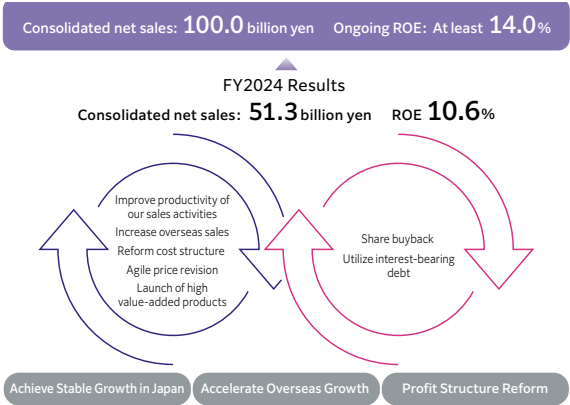 Consolidated net sales: 100.0 billion yen Ongoing ROE: At least 14.0%
FY2024 Results
Consolidated net sales: 51.3 billion yen ROE 10.6%
Improve productivity of
our sales activities
Increase overseas sales
Reform cost structure
Agile price revision
Launch of high
value-added products
Share buyback
Utilize interest-bearing
debt
Achieve Stable Growth in Japan
Accelerate Overseas Growth
Profit Structure Reform